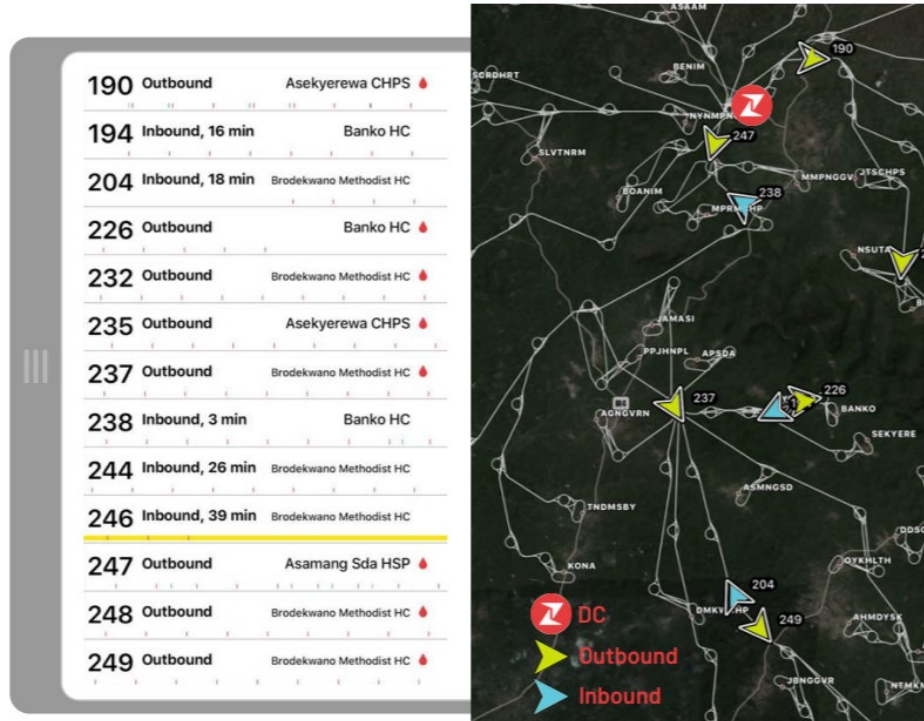 190 Outbound Asekyerewa CHPS
194 Inbound, 16 min Banko HC
204 Inbound, 18 min Brodekwano Methodist HC
226 Outbound Banko HC
232 Outbound Brodekwano Methodist HC
235 Outbound Asekyerewa CHPS
237 Outbound Brodekwano Methodist HC
238 Inbound, 3 min Banko HC
244 Inbound, 26 min Brodekwano Methodist HC
246 Inbound, 39 min Brodekwano Methodist HC
247 Outbound Asamang Sda HSP
248 Outbound Brodekwano Methodist HC
249 Outbound Brodekwano Methodist HC
ASAAM
190
BENIM
SCRDHRT
NYNMPN
247
SLVTNRM
MMPNGGV
JTSCHPS
BOANIM
238
NSUTA
JAMASI
PPJHNPL
APSDA
226
237
AGNGVRN
BANKO
SEKYERE
ASMNGSD
TNDMSBY
OYKHLTH
KONA
204
249
AHMDYSK
JBNGGVR
DC
Outbound
Inbound